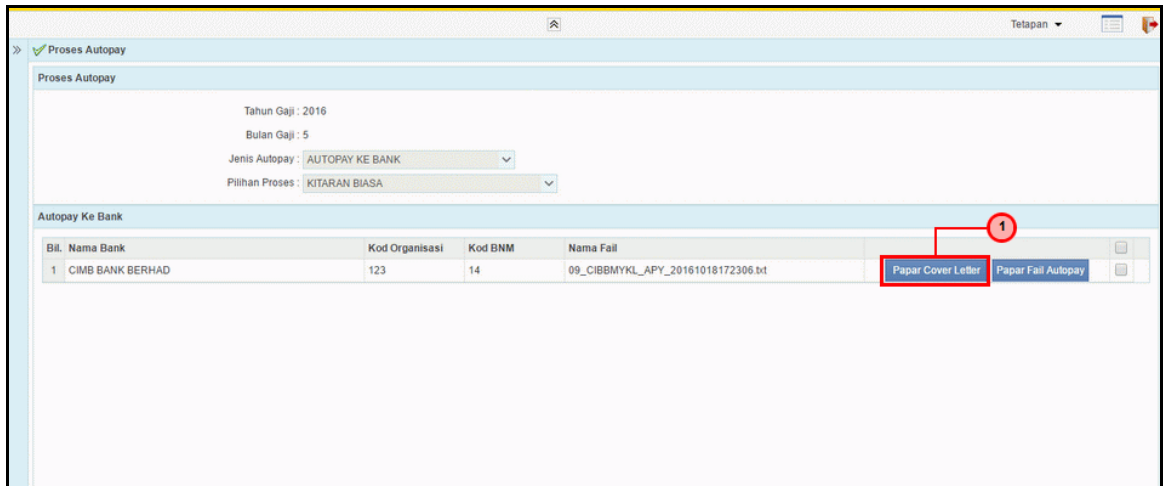 Tetapan
Proses Autopay
Proses Autopay
Tahun Gaji : 2016
Bulan Gaji : 5
Jenis Autopay : AUTOPAY KE BANK
Pilihan Proses : KITARAN BIASA
Autopay Ke Bank
1
Bil. Nama Bank Kod Organisasi Kod BNM Nama Fail
1 CIMB BANK BERHAD 123 14 09_CIBBMYKL_APY_20161018172306.txt Papar Cover Letter Papar Fail Autopay